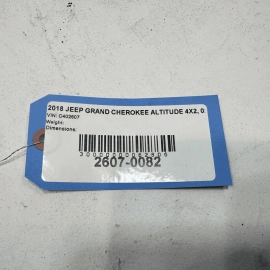 2018 JEEP GRAND CHEROKEE ALTITUDE 4X2, 0
VIN: C402607
Weight:
Dimensions:
2607-0082